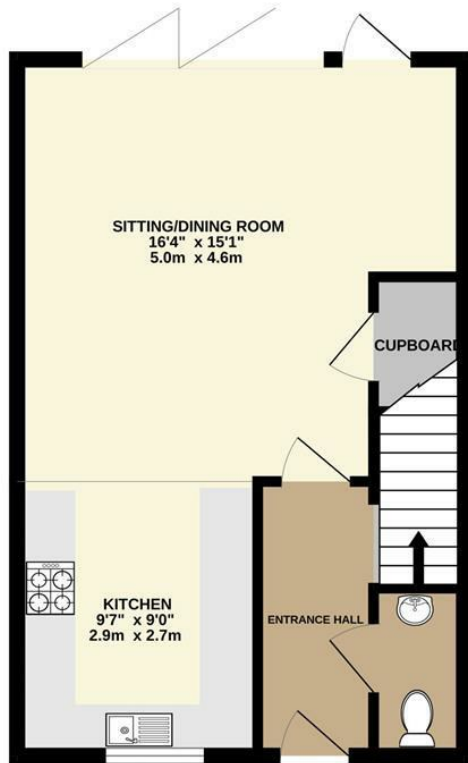 SITTING/DINING ROOM
16'4" x 15'1"
5.0m x 4.6m
CUPBOARD
KITCHEN
9'7" x 9'0"
2.9m x 2.7m
ENTRANCE HALL